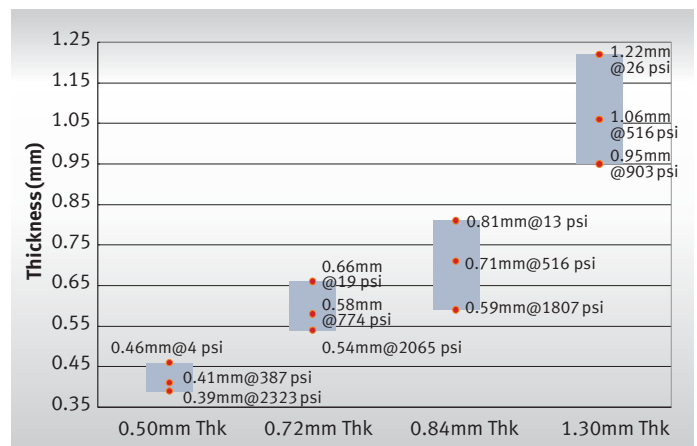 1.25
1.15
1.05
0.95
0.85
0.75
0.65
0.55
0.45
0.35
Thickness (mm)
0.46mm@4 psi
0.41mm@387 psi
0.39mm@2323 psi
0.66mm
@19 psi
0.58mm
@774 psi
0.54mm@2065 psi
0.81mm@13 psi
0.71mm@516 psi
0.59mm@1807 psi
1.22mm
@26 psi
1.06mm
@516 psi
0.95mm
@903 psi
0.50mm Thk
0.72mm Thk
0.84mm Thk
1.30mm Thk